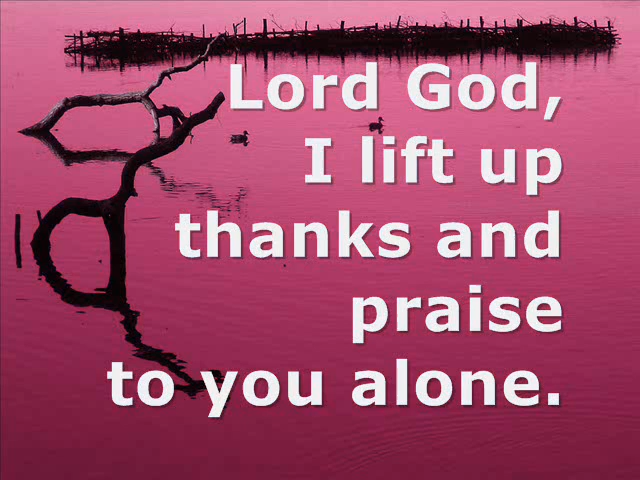 Lord God,
I lift up
thanks and
praise
to you alone.